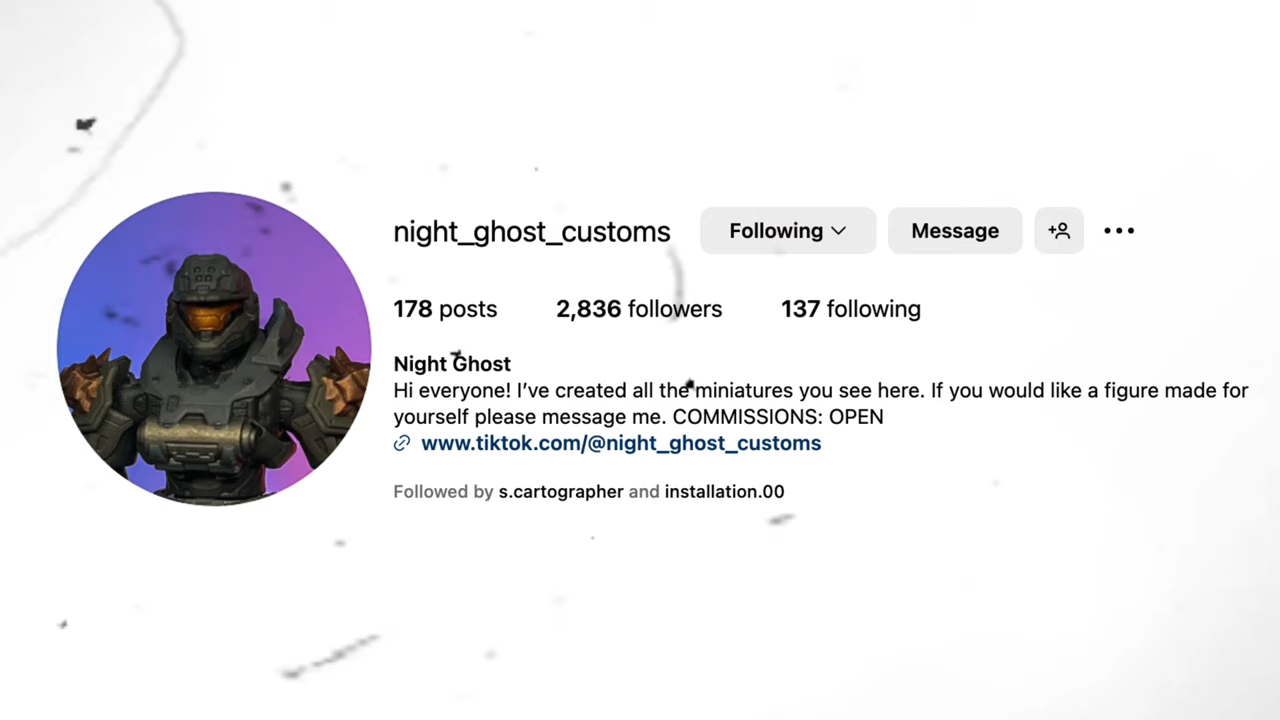 night_ghost_customs Following Message
178 posts 2,836 followers 137 following
Night Ghost
Hi everyone! I’ve created all the miniatures you see here. If you would like a figure made for
yourself please message me. COMMISSIONS: OPEN
www.tiktok.com/@night_ghost_customs
Followed by s.cartographer and installation.00